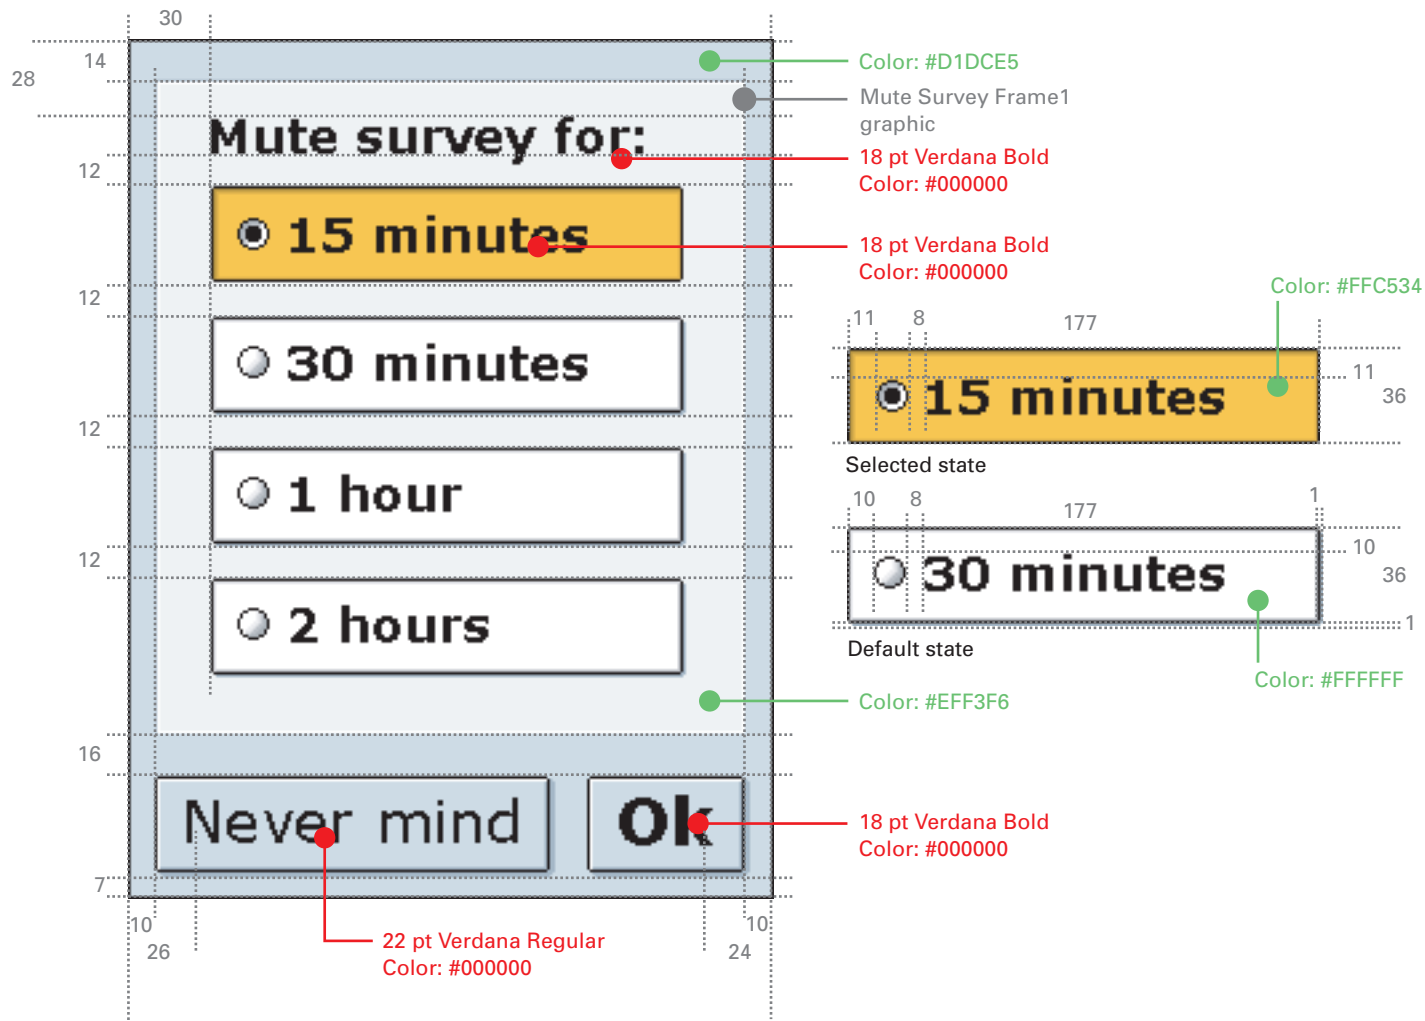 30
14
28
Color: #D1DCE5
Mute Survey Frame1
graphic
Mute survey for:
18 pt Verdana Bold
Color: #000000
12
15 minutes
18 pt Verdana Bold
Color: #000000
12
30 minutes
12
1 hour
12
2 hours
Color: #EFF3F6
16
Never mind
Ok
18 pt Verdana Bold
Color: #000000
7
10
26
10
24
22 pt Verdana Regular
Color: #000000
Color: #FFC534
11
8
177
15 minutes
11
36
Selected state
10
8
177
1
30 minutes
10
36
1
Default state
Color: #FFFFFF